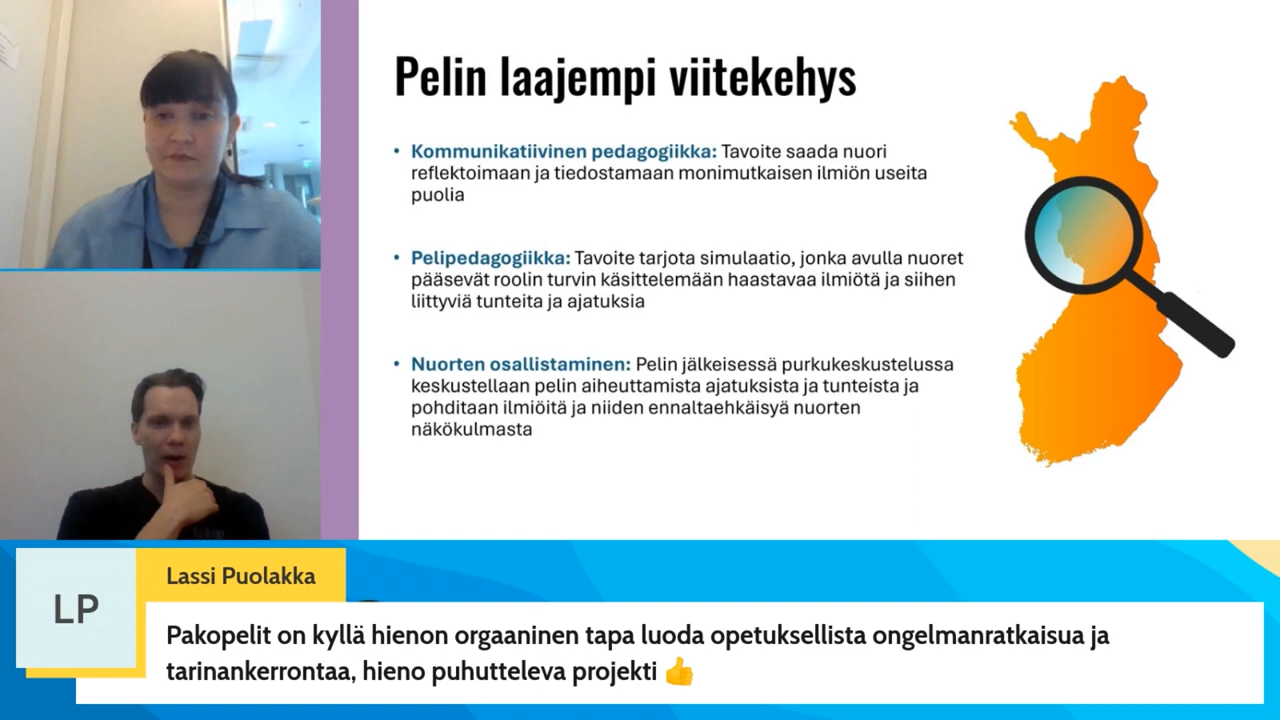 Pelin laajempi viitekehys
• Kommunikatiivinen pedagogiikka: Tavoite saada nuori
reflektoimaan ja tiedostamaan monimutkaisen ilmiön useita
puolia
• Pelipedagogiikka: Tavoite tarjota simulaatio, jonka avulla nuoret
pääsevät roolin turvin käsittelemään haastavaa ilmiötä ja siihen
liittyviä tunteita ja ajatuksia
• Nuorten osallistaminen: Pelin jälkeisessä purkukeskustelussa
keskustellaan pelin aiheuttamista ajatuksista ja tunteista ja
pohditaan ilmiöitä ja niiden ennaltaehkäisyä nuorten
näkökulmasta
LP
Lassi Puolakka
Pakopelit on kyllä hienon orgaaninen tapa luoda opetuksellista ongelmanratkaisua ja
tarinankerrontaa, hieno puhutteleva projekti 👍